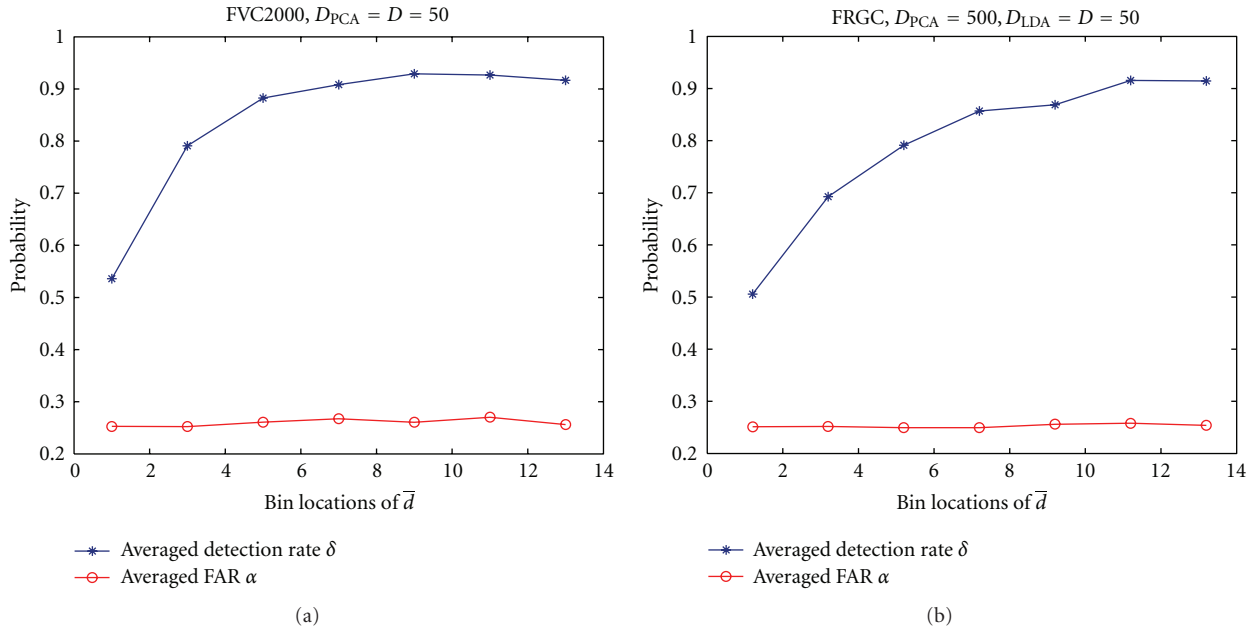 FVC2000, D_PCA = D = 50
1
0.9
0.8
0.7
0.6
0.5
0.4
0.3
0.2
Probability
0 2 4 6 8 10 12 14
Bin locations of d̅
Averaged detection rate δ
Averaged FAR α
(a)
FRGC, D_PCA = 500, D_LDA = D = 50
1
0.9
0.8
0.7
0.6
0.5
0.4
0.3
0.2
Probability
0 2 4 6 8 10 12 14
Bin locations of d̅
Averaged detection rate δ
Averaged FAR α
(b)